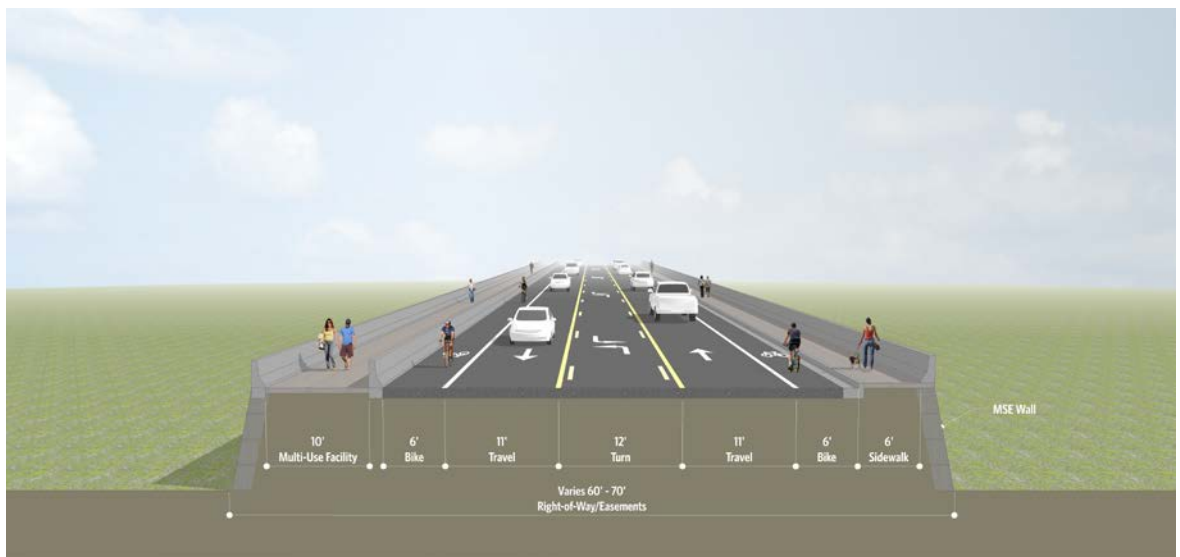 MSE Wall
10'
Multi-Use Facility
6'
Bike
11'
Travel
12'
Turn
11'
Travel
6'
Bike
6'
Sidewalk
Varies 60' - 70'
Right-of-Way/Easements